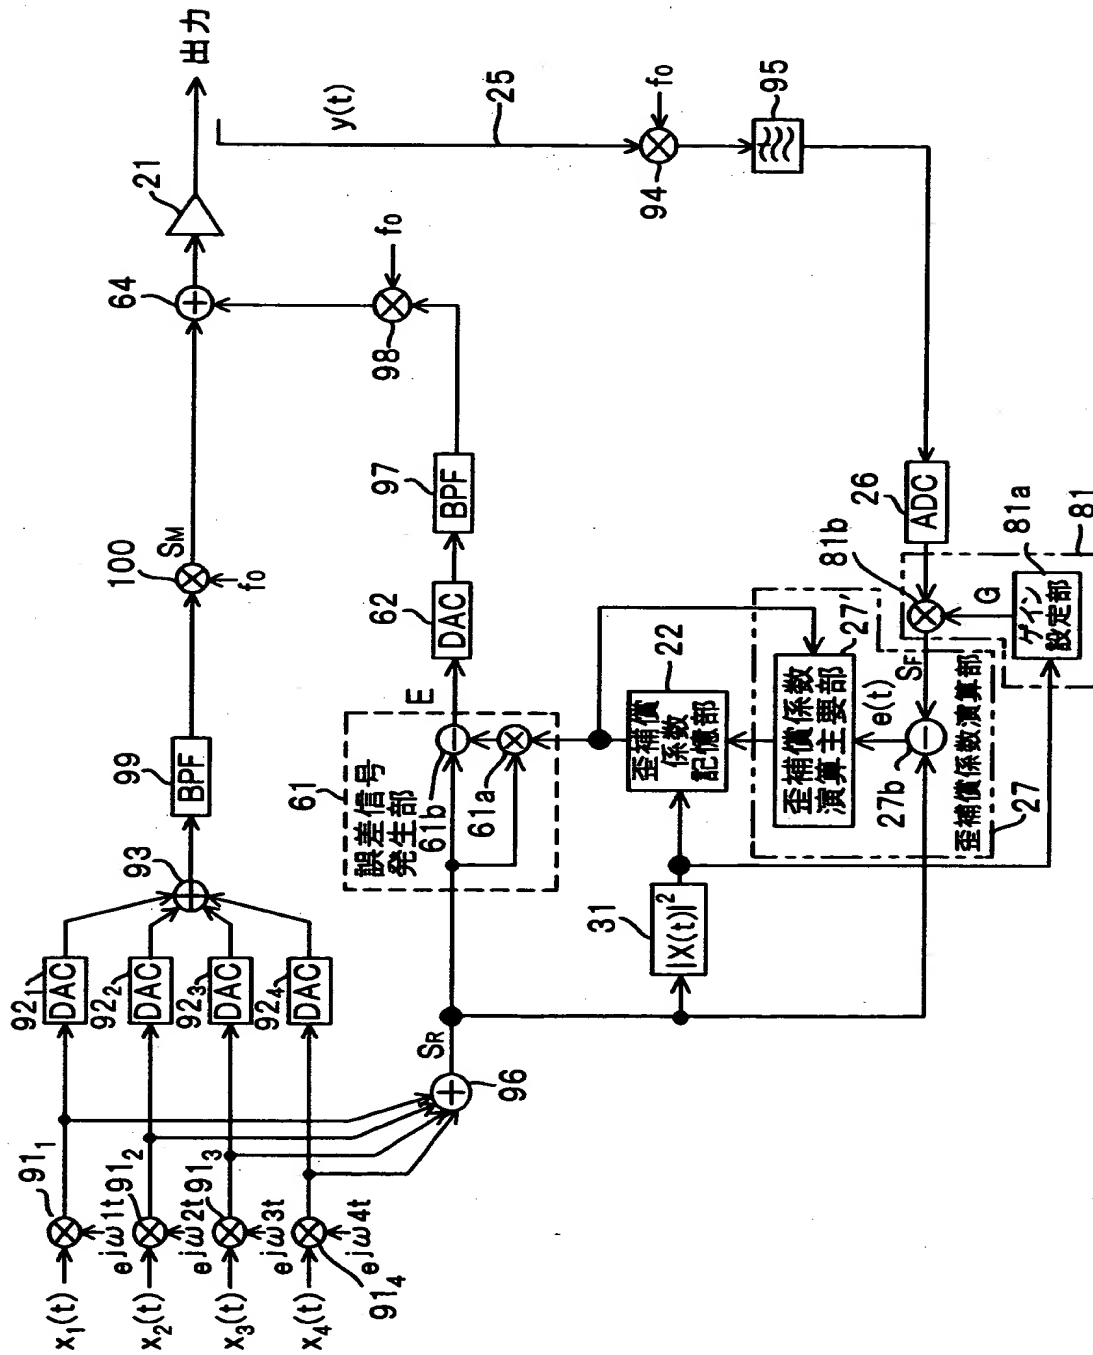 x1(t)
x2(t)
x3(t)
x4(t)
911
912
913
914
ejω1t
ejω2t
ejω3t
ejω4t
921
DAC
922
DAC
923
DAC
924
DAC
93
99
BPF
100
f0
SM
64
21
出力
96
SR
61
誤差信号
発生部
61b
61a
E
62
DAC
97
BPF
98
f0
y(t)
25
94
f0
95
31
|X(t)|²
22
歪補償
係数
記憶部
27′
歪補償係数
演算主要部
e(t)
27b
歪補償係数演算部
27
SF
81b
26
ADC
G
81a
ゲイン
設定部
81